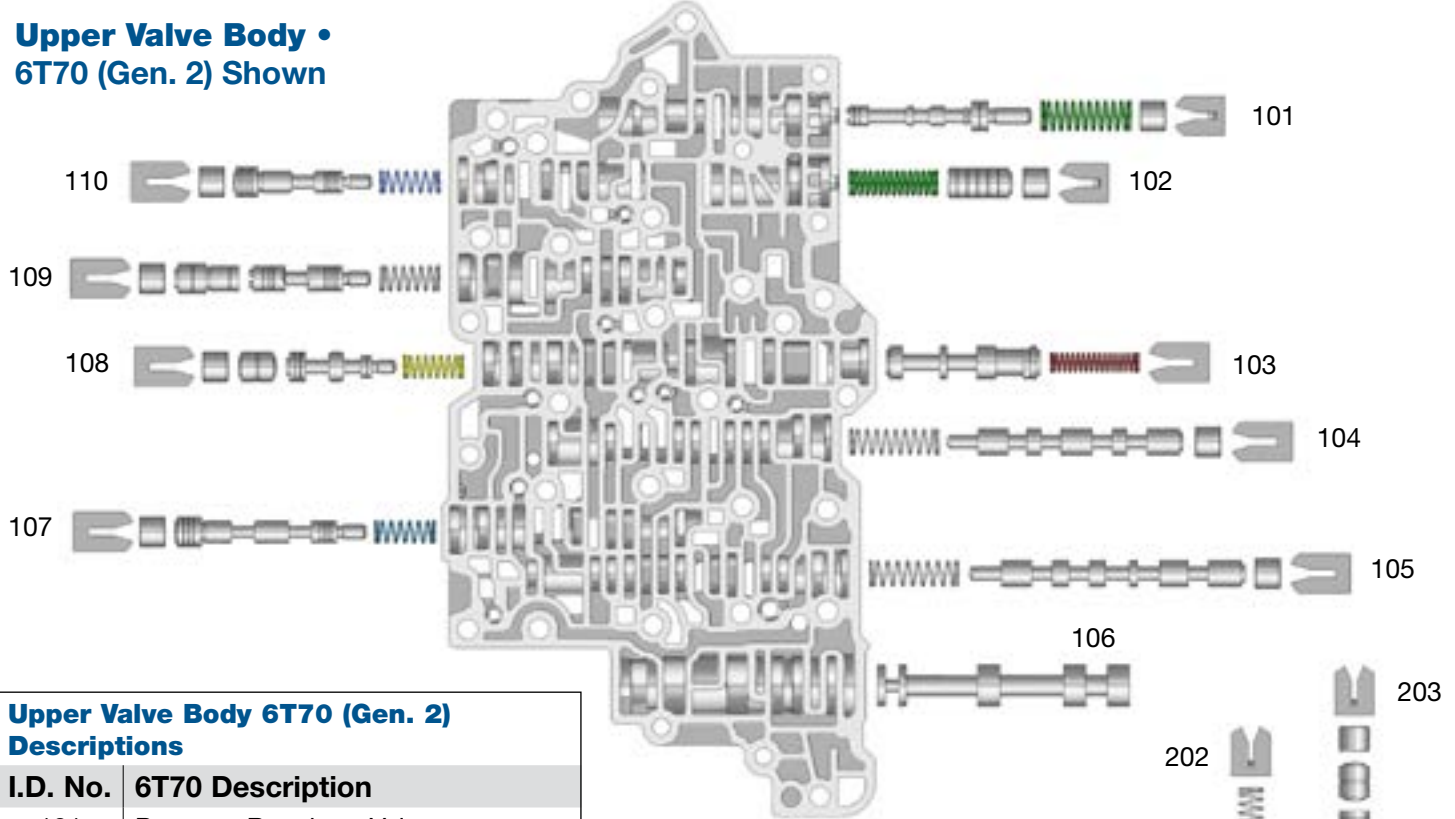 Upper Valve Body •
6T70 (Gen. 2) Shown
101
110
102
109
108
103
104
107
105
106
203
202
Upper Valve Body 6T70 (Gen. 2)
Descriptions
I.D. No. 6T70 Description